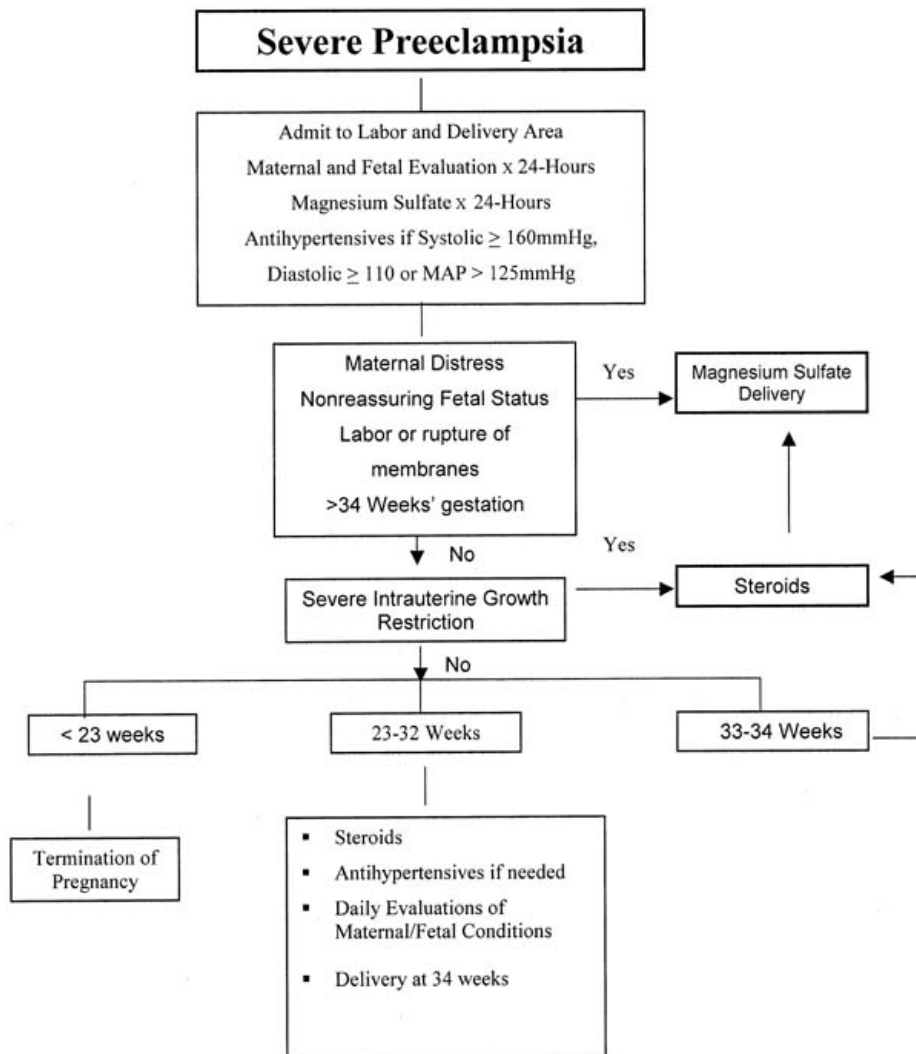 Severe Preeclampsia
Admit to Labor and Delivery Area
Maternal and Fetal Evaluation x 24-Hours
Magnesium Sulfate x 24-Hours
Antihypertensives if Systolic ≥ 160mmHg,
Diastolic ≥ 110 or MAP > 125mmHg
Maternal Distress
Nonreassuring Fetal Status
Labor or rupture of
membranes
>34 Weeks' gestation
Yes
Magnesium Sulfate
Delivery
No
Yes
Severe Intrauterine Growth
Restriction
Steroids
No
< 23 weeks
23-32 Weeks
33-34 Weeks
Termination of
Pregnancy
▪ Steroids
▪ Antihypertensives if needed
▪ Daily Evaluations of
Maternal/Fetal Conditions
▪ Delivery at 34 weeks